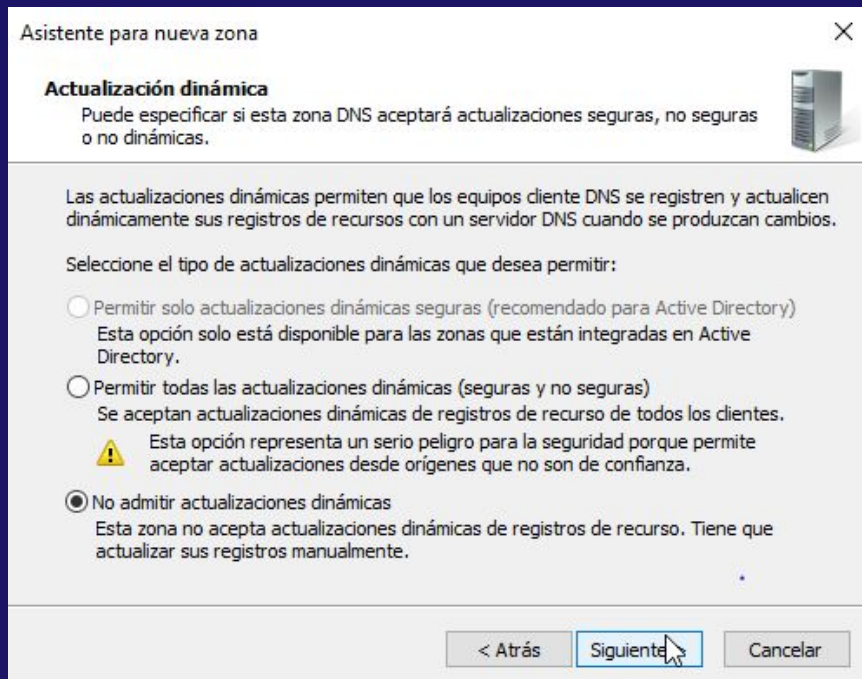 Asistente para nueva zona
Actualización dinámica
Puede especificar si esta zona DNS aceptará actualizaciones seguras, no seguras
o no dinámicas.
Las actualizaciones dinámicas permiten que los equipos cliente DNS se registren y actualicen
dinámicamente sus registros de recursos con un servidor DNS cuando se produzcan cambios.
Seleccione el tipo de actualizaciones dinámicas que desea permitir:
Permitir solo actualizaciones dinámicas seguras (recomendado para Active Directory)
Esta opción solo está disponible para las zonas que están integradas en Active
Directory.
Permitir todas las actualizaciones dinámicas (seguras y no seguras)
Se aceptan actualizaciones dinámicas de registros de recurso de todos los clientes.
Esta opción representa un serio peligro para la seguridad porque permite
aceptar actualizaciones desde orígenes que no son de confianza.
No admitir actualizaciones dinámicas
Esta zona no acepta actualizaciones dinámicas de registros de recurso. Tiene que
actualizar sus registros manualmente.
< Atrás
Siguiente >
Cancelar